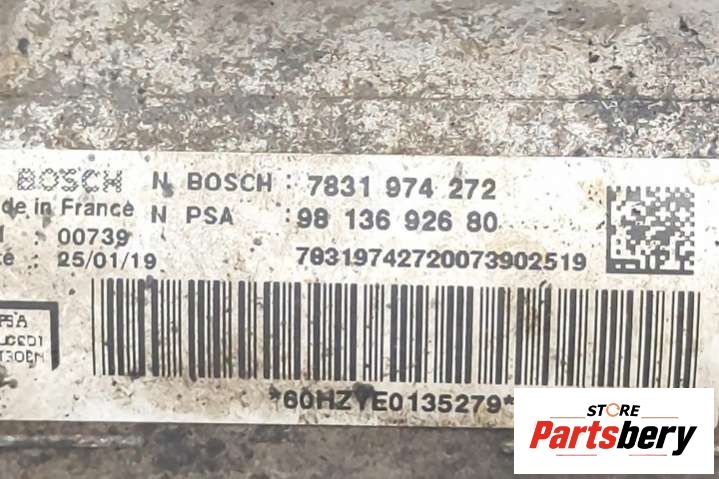 BOSCH N BOSCH : 7831 974 272
de in France N PSA : 98 136 926 80
: 00739
: 25/01/19 78319742720073902519
*60HZYE0135279*
STORE
Partsbery